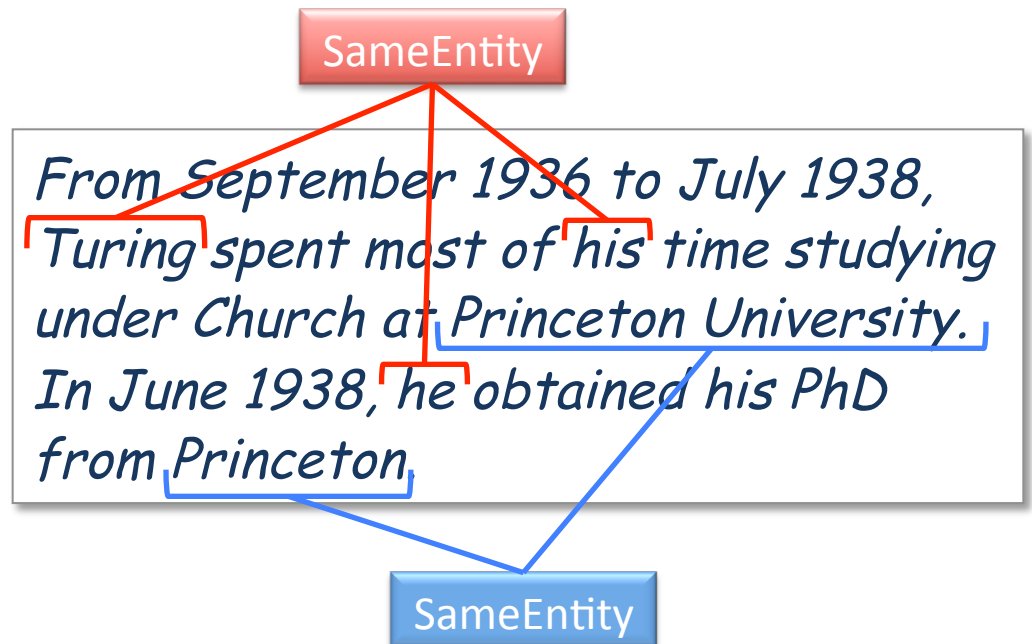 SameEntity
From September 1936 to July 1938,
Turing spent most of his time studying
under Church at Princeton University.
In June 1938, he obtained his PhD
from Princeton.
SameEntity